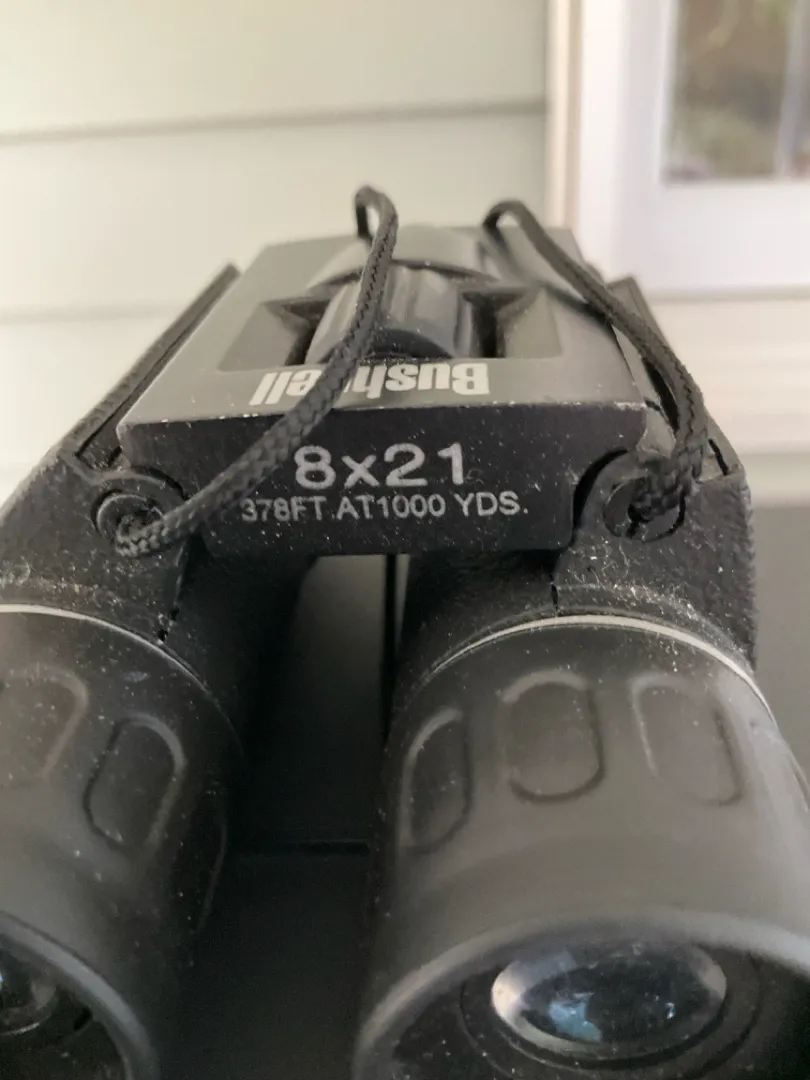 Bushnell
8x21
378FT.AT1000 YDS.